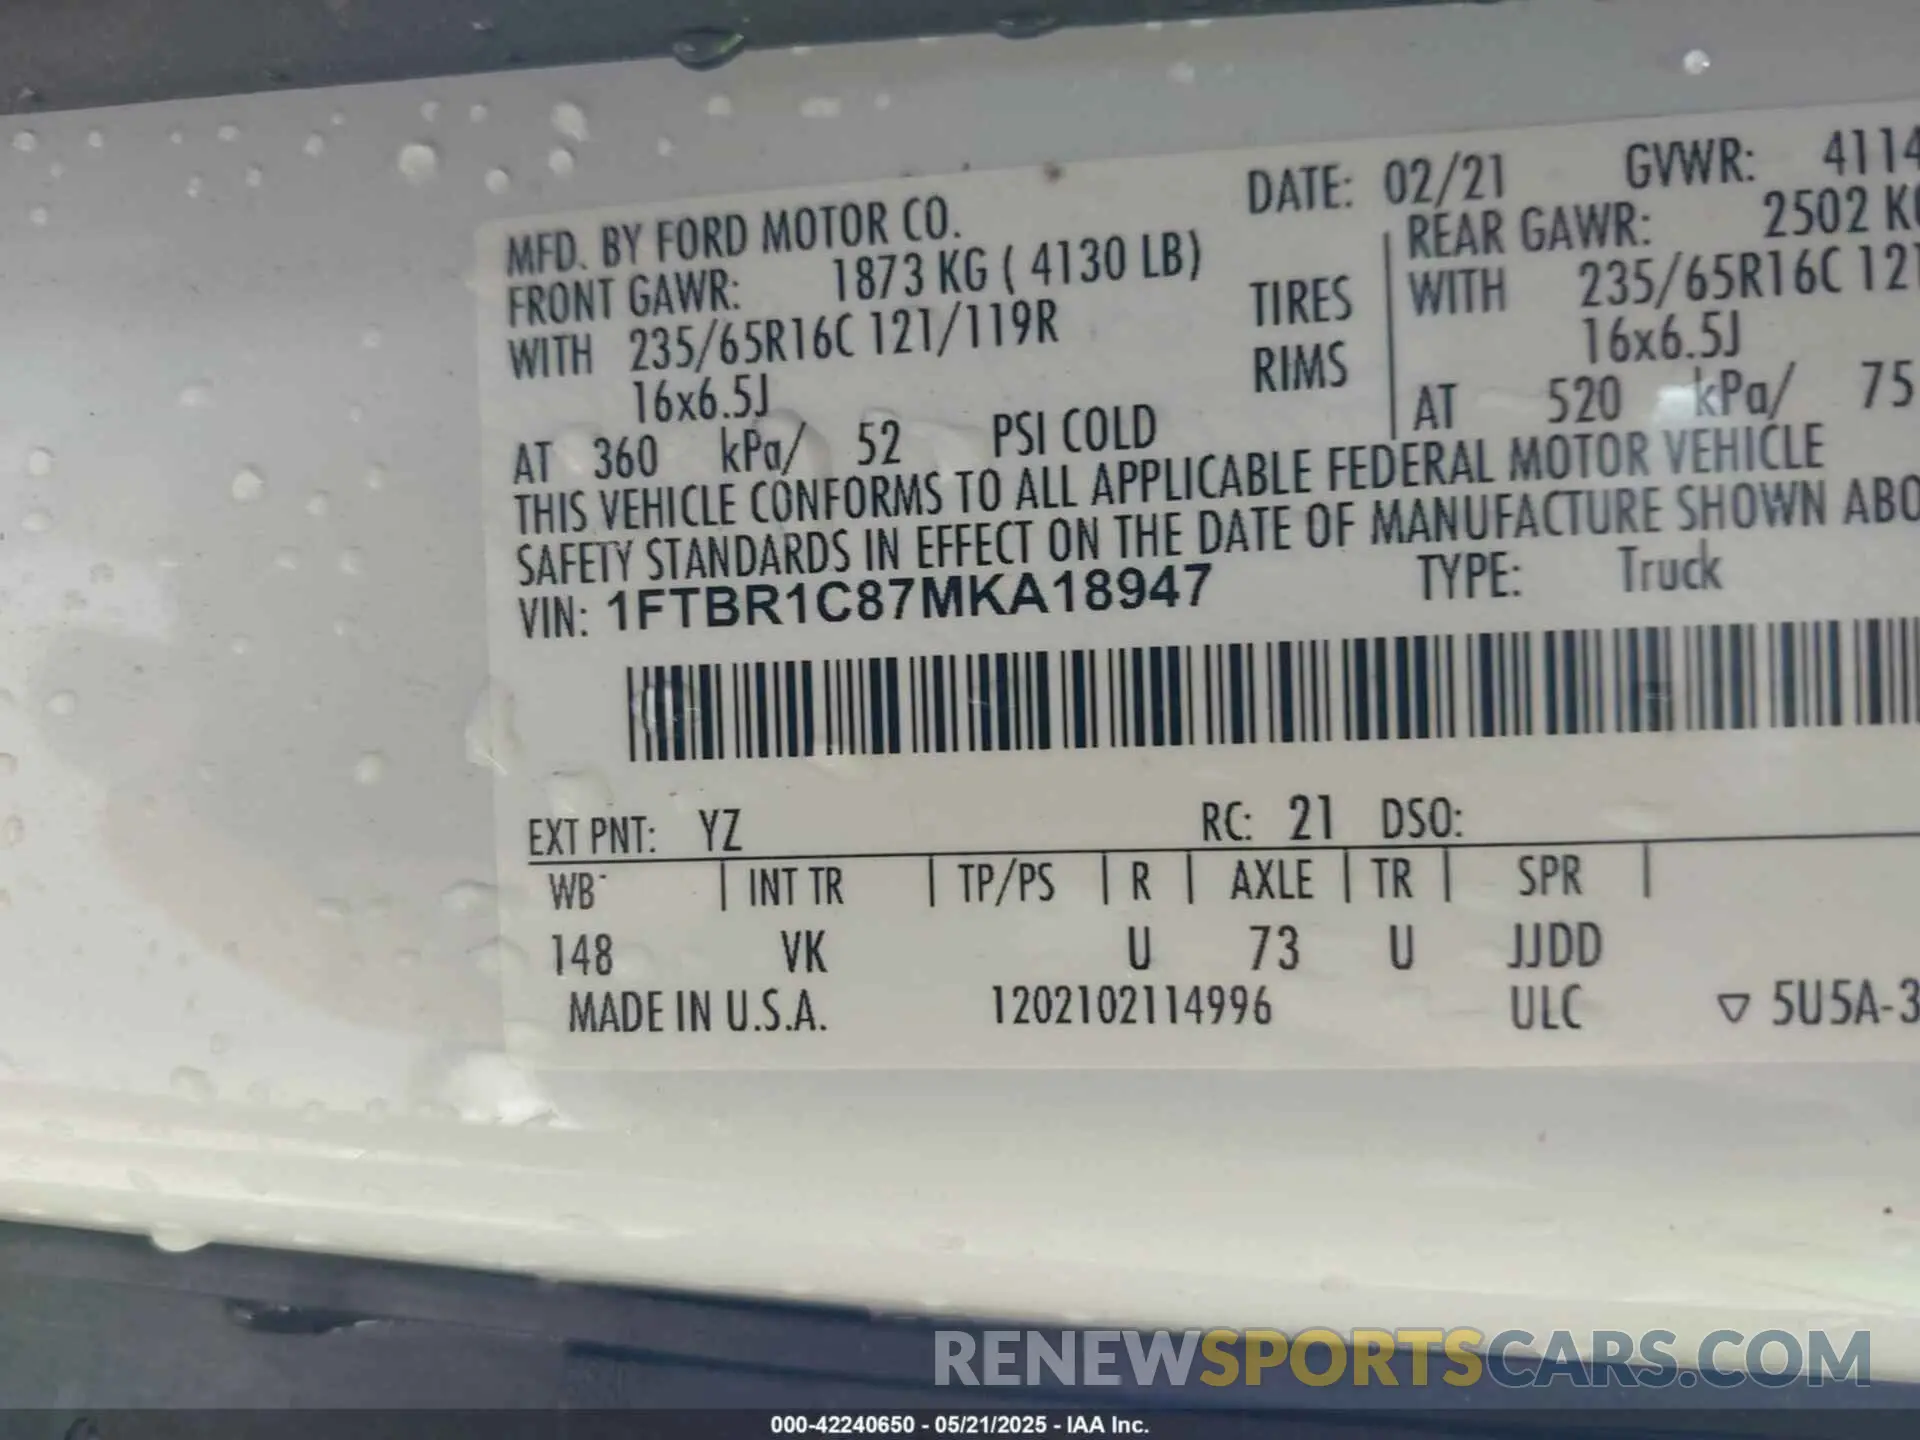 MFD. BY FORD MOTOR CO. DATE: 02/21 GVWR: 4114
FRONT GAWR: 1873 KG ( 4130 LB) REAR GAWR: 2502 KG
WITH 235/65R16C 121/119R TIRES WITH 235/65R16C 121
16x6.5J RIMS 16x6.5J
AT 360 kPa/ 52 PSI COLD AT 520 kPa/ 75
THIS VEHICLE CONFORMS TO ALL APPLICABLE FEDERAL MOTOR VEHICLE
SAFETY STANDARDS IN EFFECT ON THE DATE OF MANUFACTURE SHOWN ABO
VIN: 1FTBR1C87MKA18947 TYPE: Truck
EXT PNT: YZ RC: 21 DSO:
WB INT TR TP/PS R AXLE TR SPR
148 VK U 73 U JJDD
MADE IN U.S.A. 1202102114996 ULC ▽ 5U5A-3
RENEWSPORTSCARS.COM
000-42240650 - 05/21/2025 - IAA Inc.